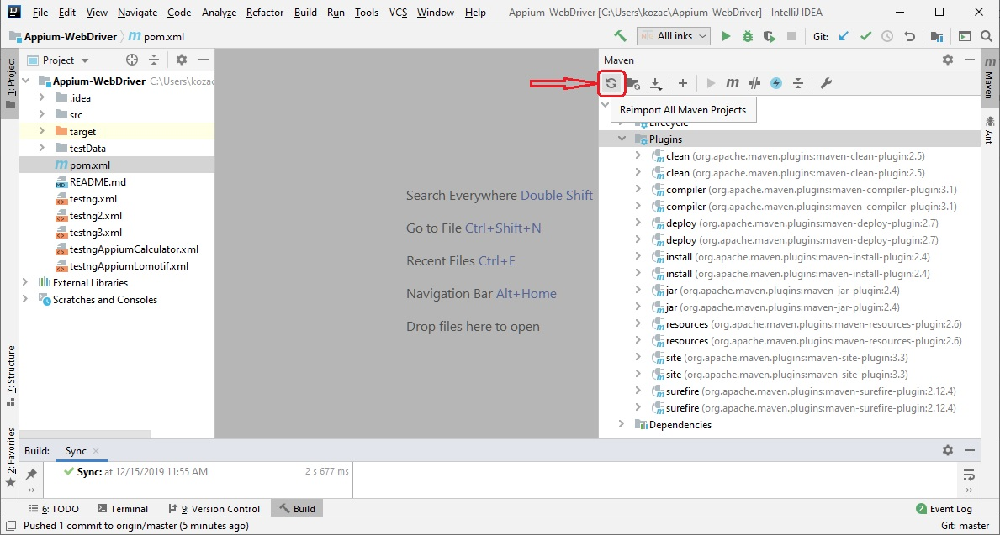 File Edit View Navigate Code Analyze Refactor Build Run Tools VCS Window Help Appium-WebDriver [C:\Users\kozac\Appium-WebDriver] - IntelliJ IDEA
Appium-WebDriver m pom.xml AllLinks Git:
1: Project
Project
Appium-WebDriver C:\Users\kozac
.idea
src
target
testData
pom.xml
README.md
testng.xml
testng2.xml
testng3.xml
testngAppiumCalculator.xml
testngAppiumLomotif.xml
External Libraries
Scratches and Consoles
7: Structure
2: Favorites
Search Everywhere Double Shift
Go to File Ctrl+Shift+N
Recent Files Ctrl+E
Navigation Bar Alt+Home
Drop files here to open
Maven
Reimport All Maven Projects
Lifecycle
Plugins
clean (org.apache.maven.plugins:maven-clean-plugin:2.5)
clean (org.apache.maven.plugins:maven-clean-plugin:2.5)
compiler (org.apache.maven.plugins:maven-compiler-plugin:3.1)
compiler (org.apache.maven.plugins:maven-compiler-plugin:3.1)
deploy (org.apache.maven.plugins:maven-deploy-plugin:2.7)
deploy (org.apache.maven.plugins:maven-deploy-plugin:2.7)
install (org.apache.maven.plugins:maven-install-plugin:2.4)
install (org.apache.maven.plugins:maven-install-plugin:2.4)
jar (org.apache.maven.plugins:maven-jar-plugin:2.4)
jar (org.apache.maven.plugins:maven-jar-plugin:2.4)
resources (org.apache.maven.plugins:maven-resources-plugin:2.6)
resources (org.apache.maven.plugins:maven-resources-plugin:2.6)
site (org.apache.maven.plugins:maven-site-plugin:3.3)
site (org.apache.maven.plugins:maven-site-plugin:3.3)
surefire (org.apache.maven.plugins:maven-surefire-plugin:2.12.4)
surefire (org.apache.maven.plugins:maven-surefire-plugin:2.12.4)
Dependencies
Maven
Ant
Build: Sync
Sync: at 12/15/2019 11:55 AM 2 s 677 ms
6: TODO Terminal 9: Version Control Build 2 Event Log
Pushed 1 commit to origin/master (5 minutes ago) Git: master